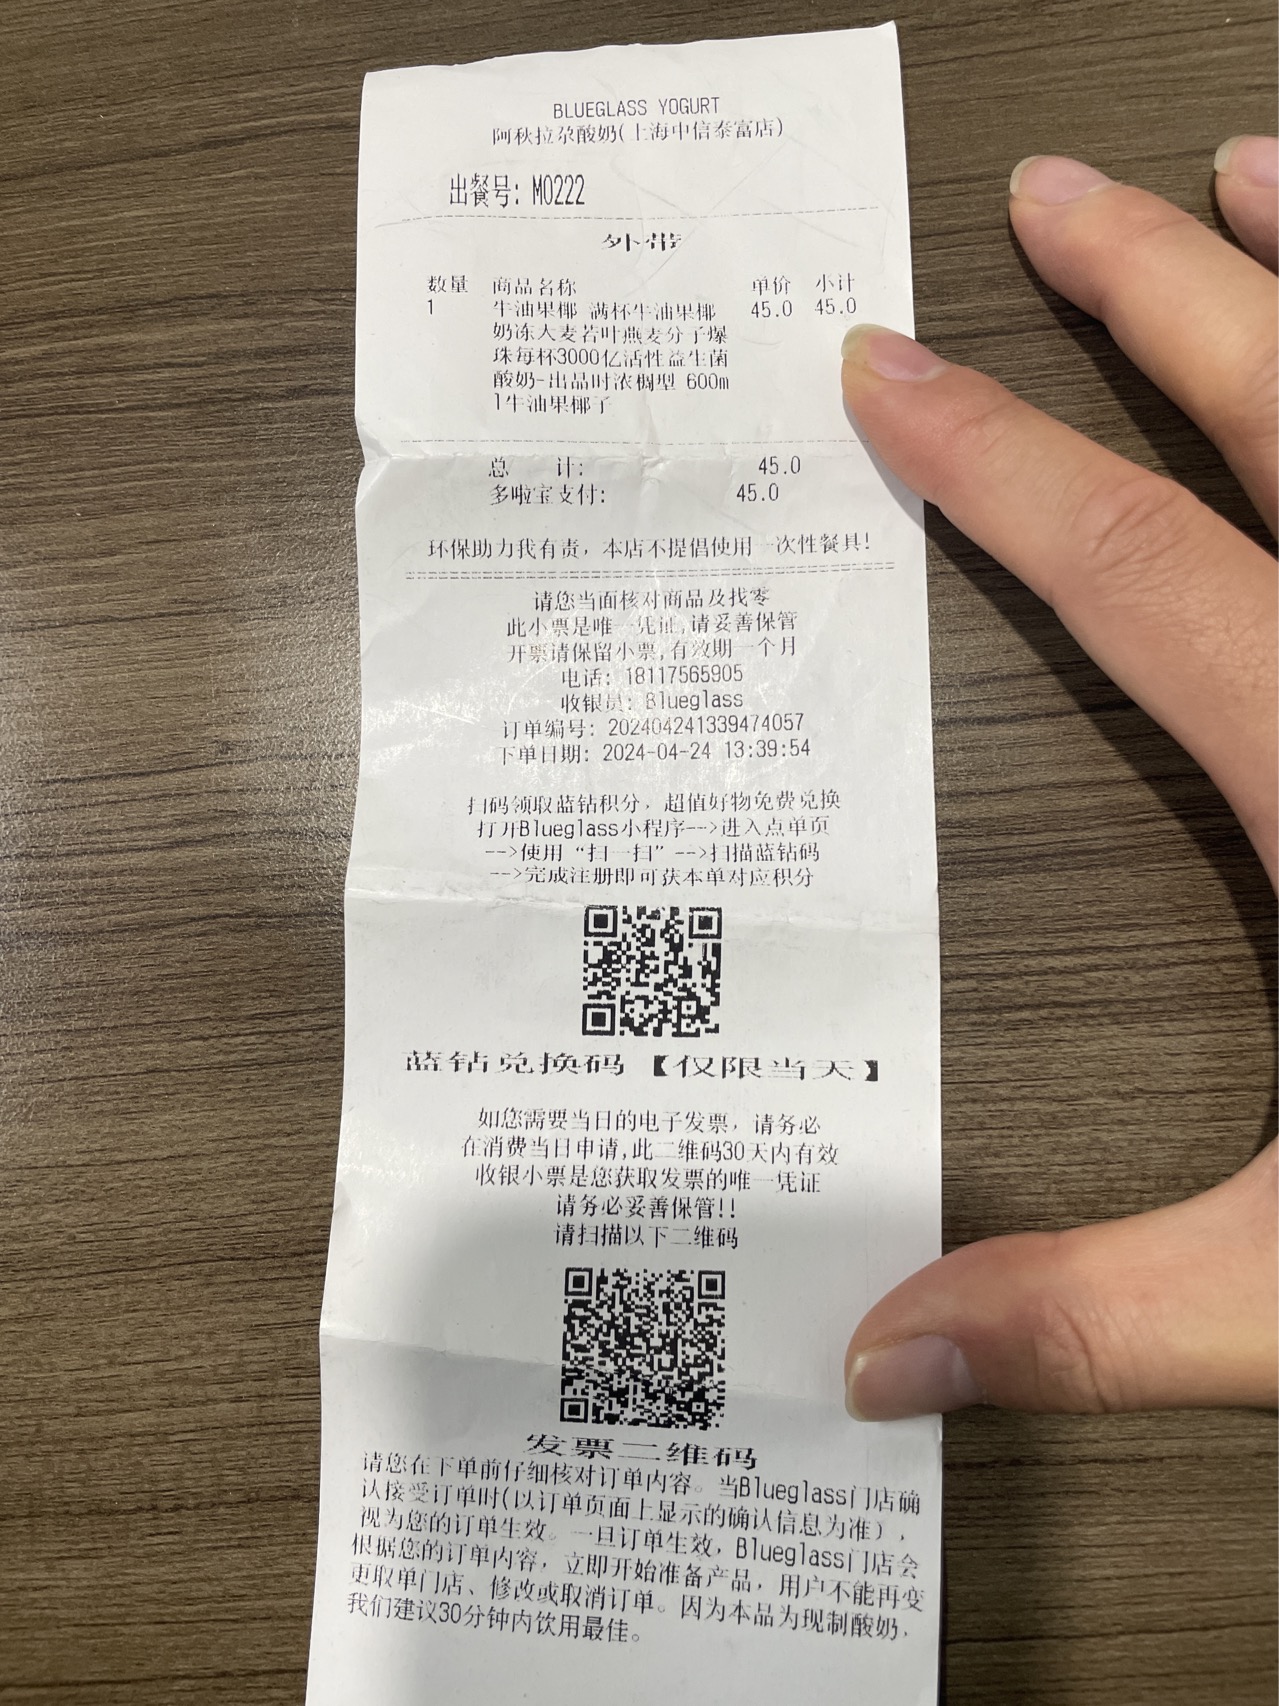 BLUEGLASS YOGURT
阿秋拉尕酸奶(上海中信泰富店)
出餐号: M0222
外带
数量 商品名称 单价 小计
1 牛油果椰 满杯牛油果椰 45.0 45.0
奶冻大麦若叶燕麦分子爆
珠每杯3000亿活性益生菌
酸奶-出品时浓稠型 600m
l牛油果椰子
总 计: 45.0
多啦宝支付: 45.0
环保助力我有责, 本店不提倡使用一次性餐具!
请您当面核对商品及找零
此小票是唯一凭证,请妥善保管
开票请保留小票,有效期一个月
电话: 18117565905
收银员: Blueglass
订单编号: 202404241339474057
下单日期: 2024-04-24 13:39:54
扫码领取蓝钻积分, 超值好物免费兑换
打开Blueglass小程序-->进入点单页
-->使用“扫一扫”-->扫描蓝钻码
-->完成注册即可获本单对应积分
蓝钻兑换码【仅限当天】
如您需要当日的电子发票, 请务必
在消费当日申请,此二维码30天内有效
收银小票是您获取发票的唯一凭证
请务必妥善保管!!
请扫描以下二维码
发票二维码
请您在下单前仔细核对订单内容。当Blueglass门店确
认接受订单时(以订单页面上显示的确认信息为准),
视为您的订单生效。一旦订单生效, Blueglass门店会
根据您的订单内容, 立即开始准备产品, 用户不能再变
更取单门店、修改或取消订单。因为本品为现制酸奶,
我们建议30分钟内饮用最佳。